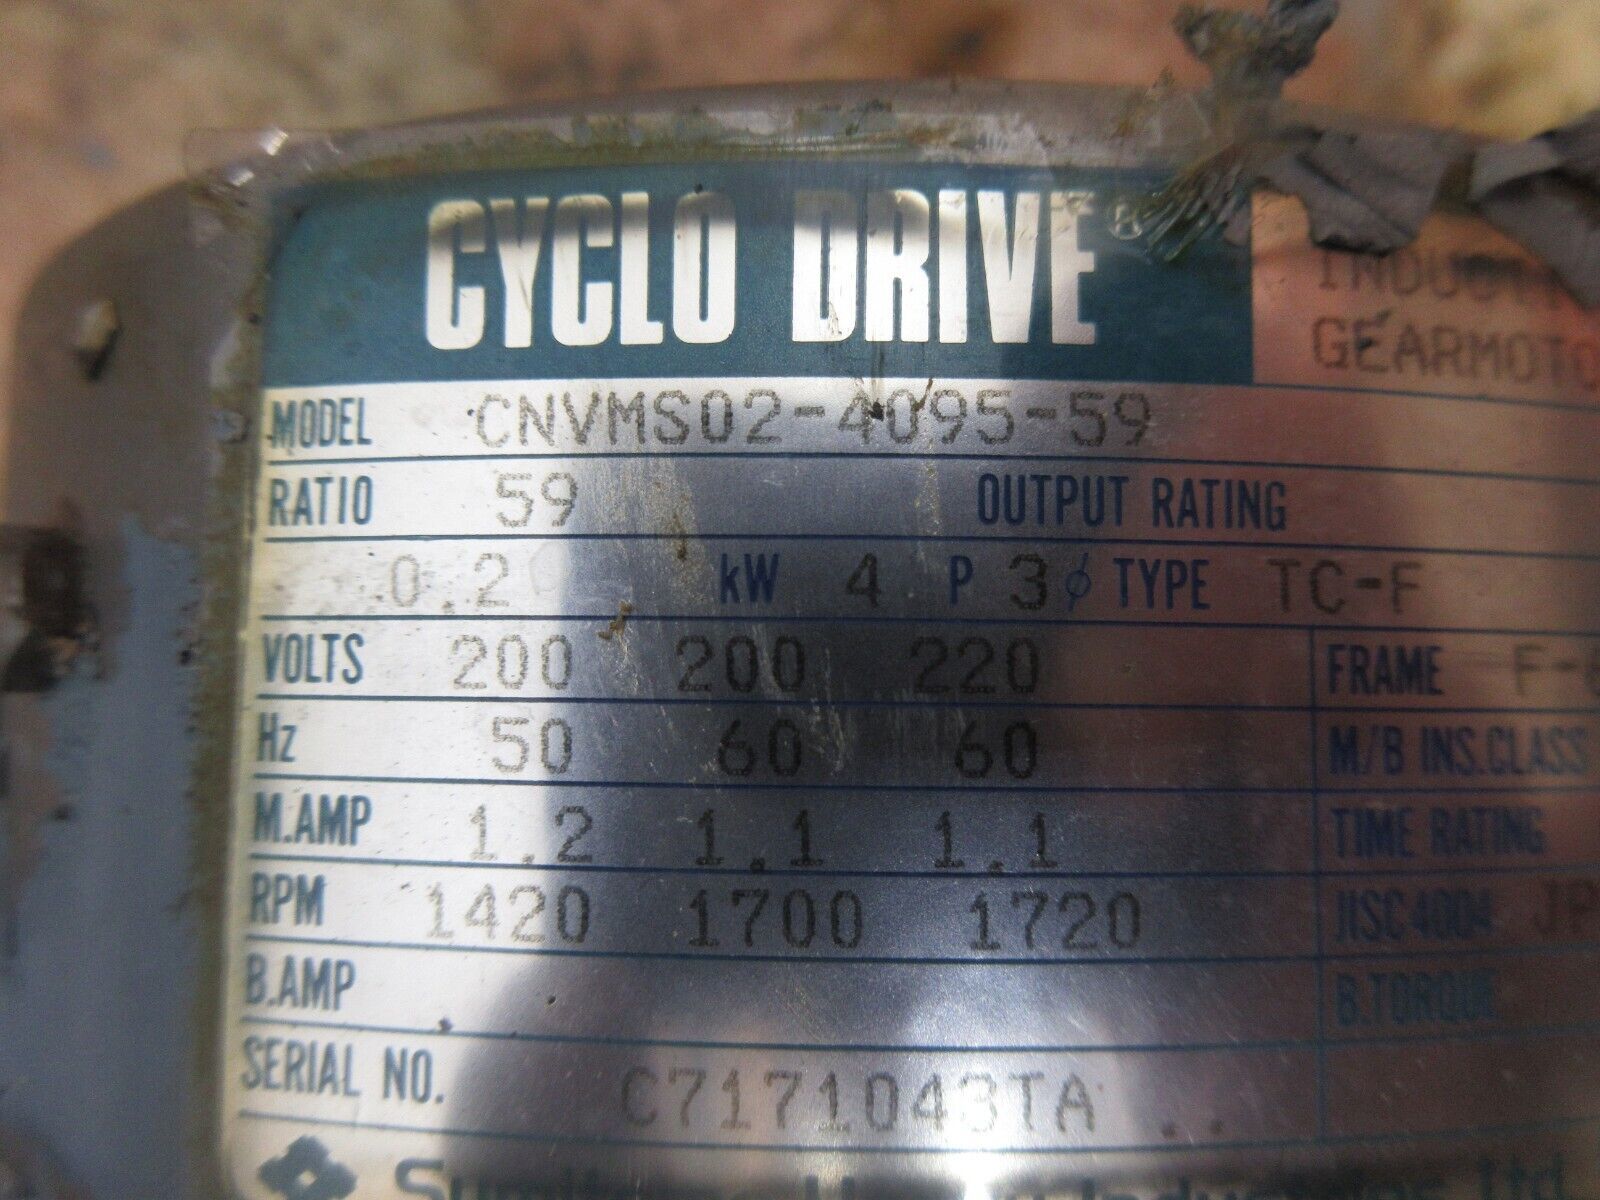 CYCLO DRIVE®
GEARMOTO
MODEL CNVMS02-4095-59
RATIO 59 OUTPUT RATING
0.2 kW 4 P 3 ϕ TYPE TC-F
VOLTS 200 200 220 FRAME
Hz 50 60 60 M/B INS.CLASS
M.AMP 1.2 1.1 1.1 TIME RATING
RPM 1420 1700 1720 JISC4004
B.AMP B.TORQUE
SERIAL NO. C7171043TA